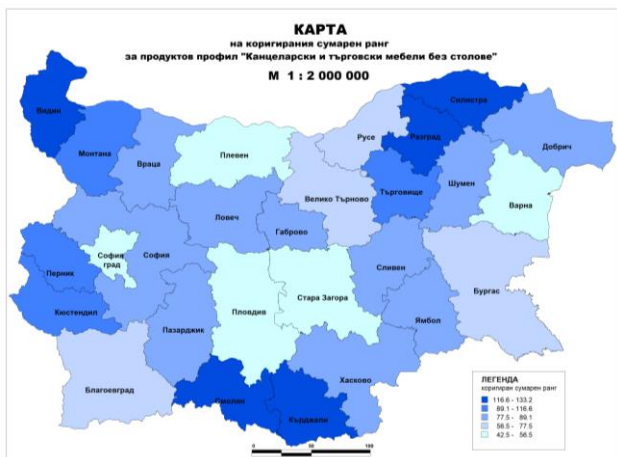 КАРТА
на коригирания сумарен ранг
за продуктов профил "Канцеларски и търговски мебели без столове"
М 1 : 2 000 000
Видин
Монтана
Враца
Плевен
Русе
Силистра
Разград
Добрич
Велико Търново
Търговище
Шумен
Варна
Ловеч
Габрово
София
град
София
Перник
Кюстендил
Пазарджик
Пловдив
Стара Загора
Сливен
Ямбол
Бургас
Благоевград
Смолян
Кърджали
Хасково
ЛЕГЕНДА
коригиран сумарен ранг
116.6 - 133.2
89.1 - 116.6
77.5 - 89.1
56.5 - 77.5
42.5 - 56.5
0 50 100